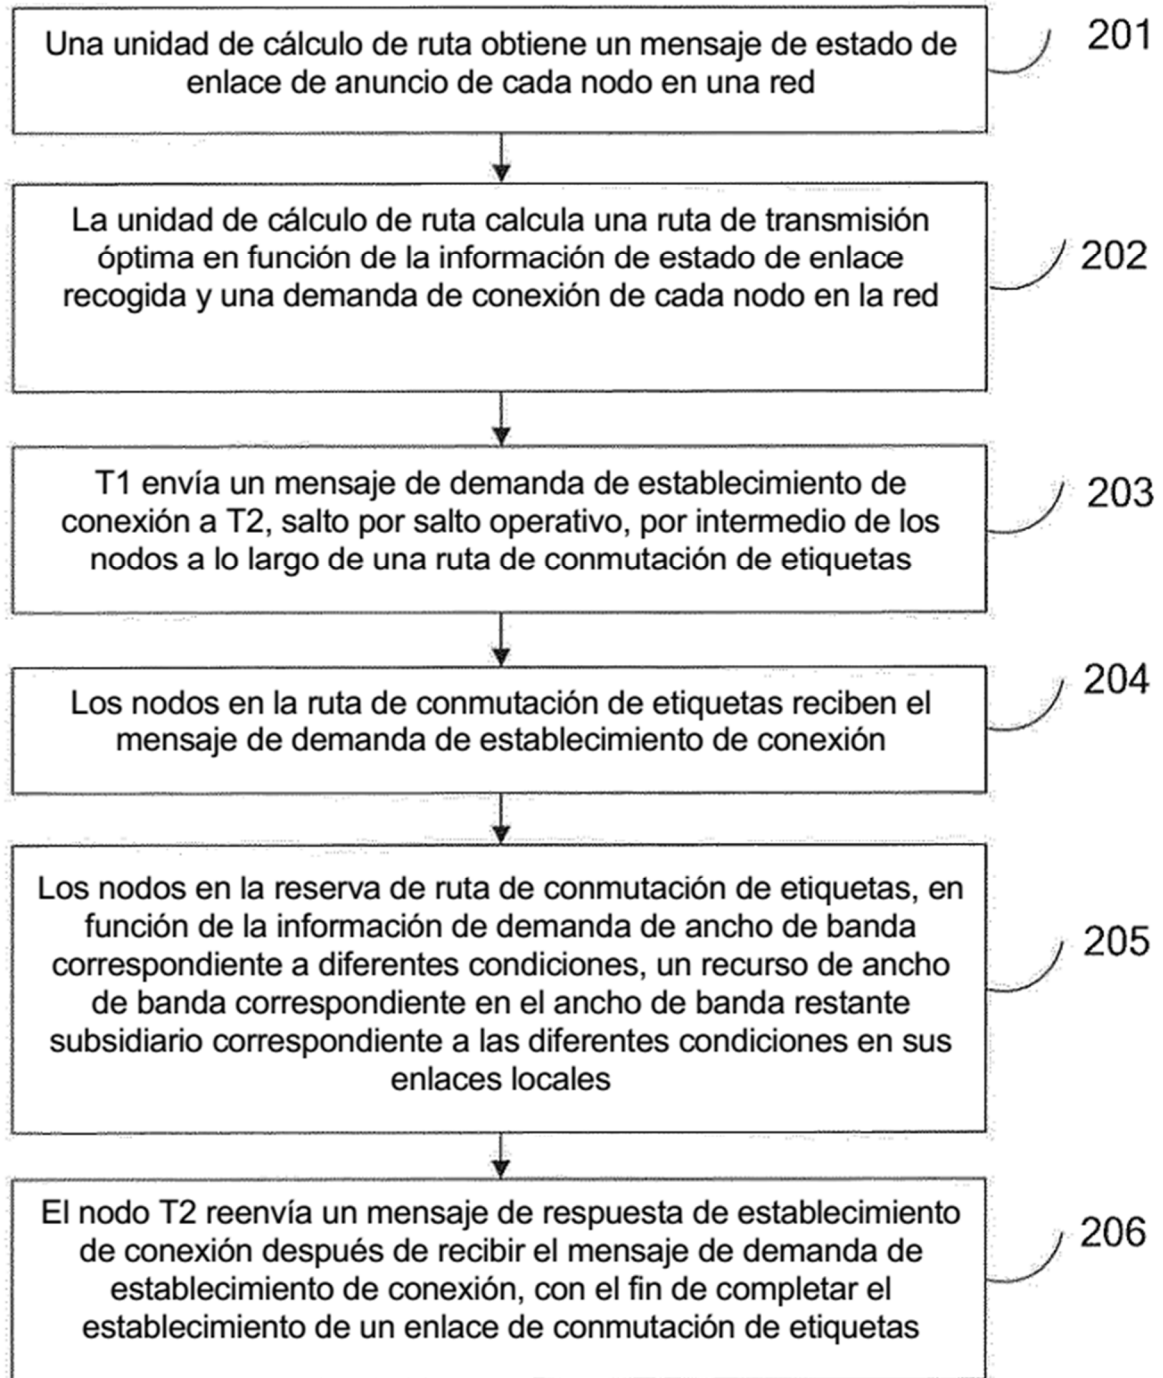 Una unidad de cálculo de ruta obtiene un mensaje de estado de
enlace de anuncio de cada nodo en una red
201
La unidad de cálculo de ruta calcula una ruta de transmisión
óptima en función de la información de estado de enlace
recogida y una demanda de conexión de cada nodo en la red
202
T1 envía un mensaje de demanda de establecimiento de
conexión a T2, salto por salto operativo, por intermedio de los
nodos a lo largo de una ruta de conmutación de etiquetas
203
Los nodos en la ruta de conmutación de etiquetas reciben el
mensaje de demanda de establecimiento de conexión
204
Los nodos en la reserva de ruta de conmutación de etiquetas, en
función de la información de demanda de ancho de banda
correspondiente a diferentes condiciones, un recurso de ancho
de banda correspondiente en el ancho de banda restante
subsidiario correspondiente a las diferentes condiciones en sus
enlaces locales
205
El nodo T2 reenvía un mensaje de respuesta de establecimiento
de conexión después de recibir el mensaje de demanda de
establecimiento de conexión, con el fin de completar el
establecimiento de un enlace de conmutación de etiquetas
206